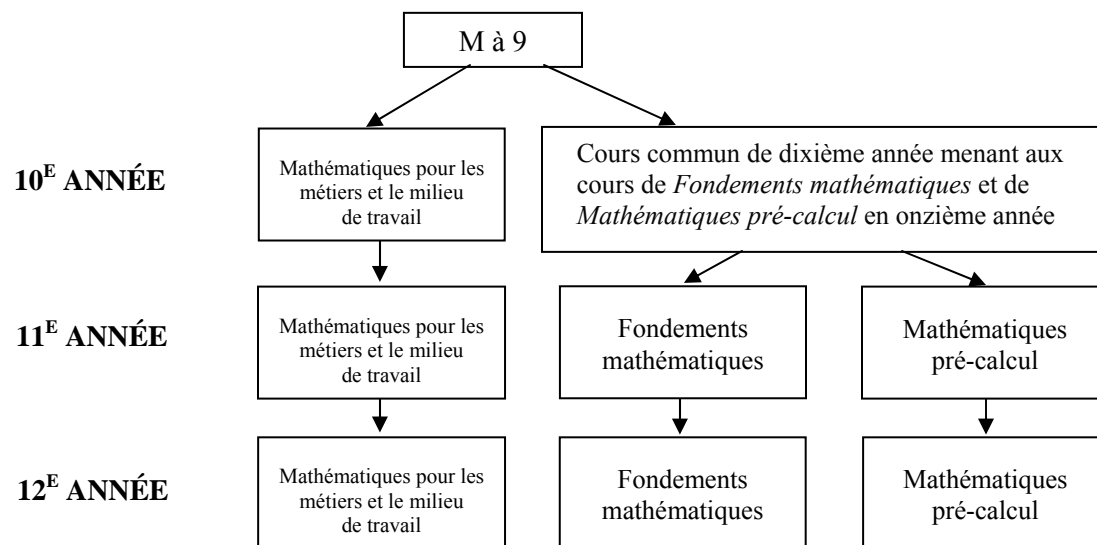 M à 9
10E ANNÉE
Mathématiques pour les
métiers et le milieu
de travail
Cours commun de dixième année menant aux
cours de Fondements mathématiques et de
Mathématiques pré-calcul en onzième année
11E ANNÉE
Mathématiques pour les
métiers et le milieu
de travail
Fondements
mathématiques
Mathématiques
pré-calcul
12E ANNÉE
Mathématiques pour les
métiers et le milieu
de travail
Fondements
mathématiques
Mathématiques
pré-calcul